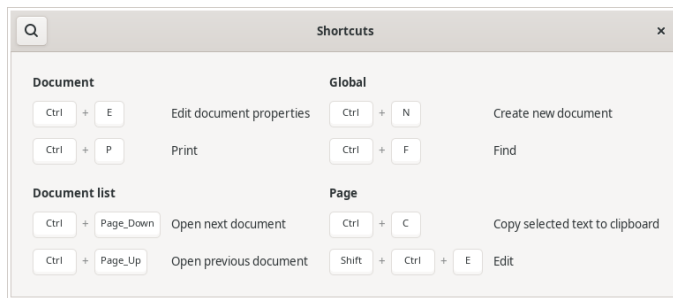 Shortcuts
Document
Ctrl + E Edit document properties
Ctrl + P Print
Document list
Ctrl + Page_Down Open next document
Ctrl + Page_Up Open previous document
Global
Ctrl + N Create new document
Ctrl + F Find
Page
Ctrl + C Copy selected text to clipboard
Shift + Ctrl + E Edit